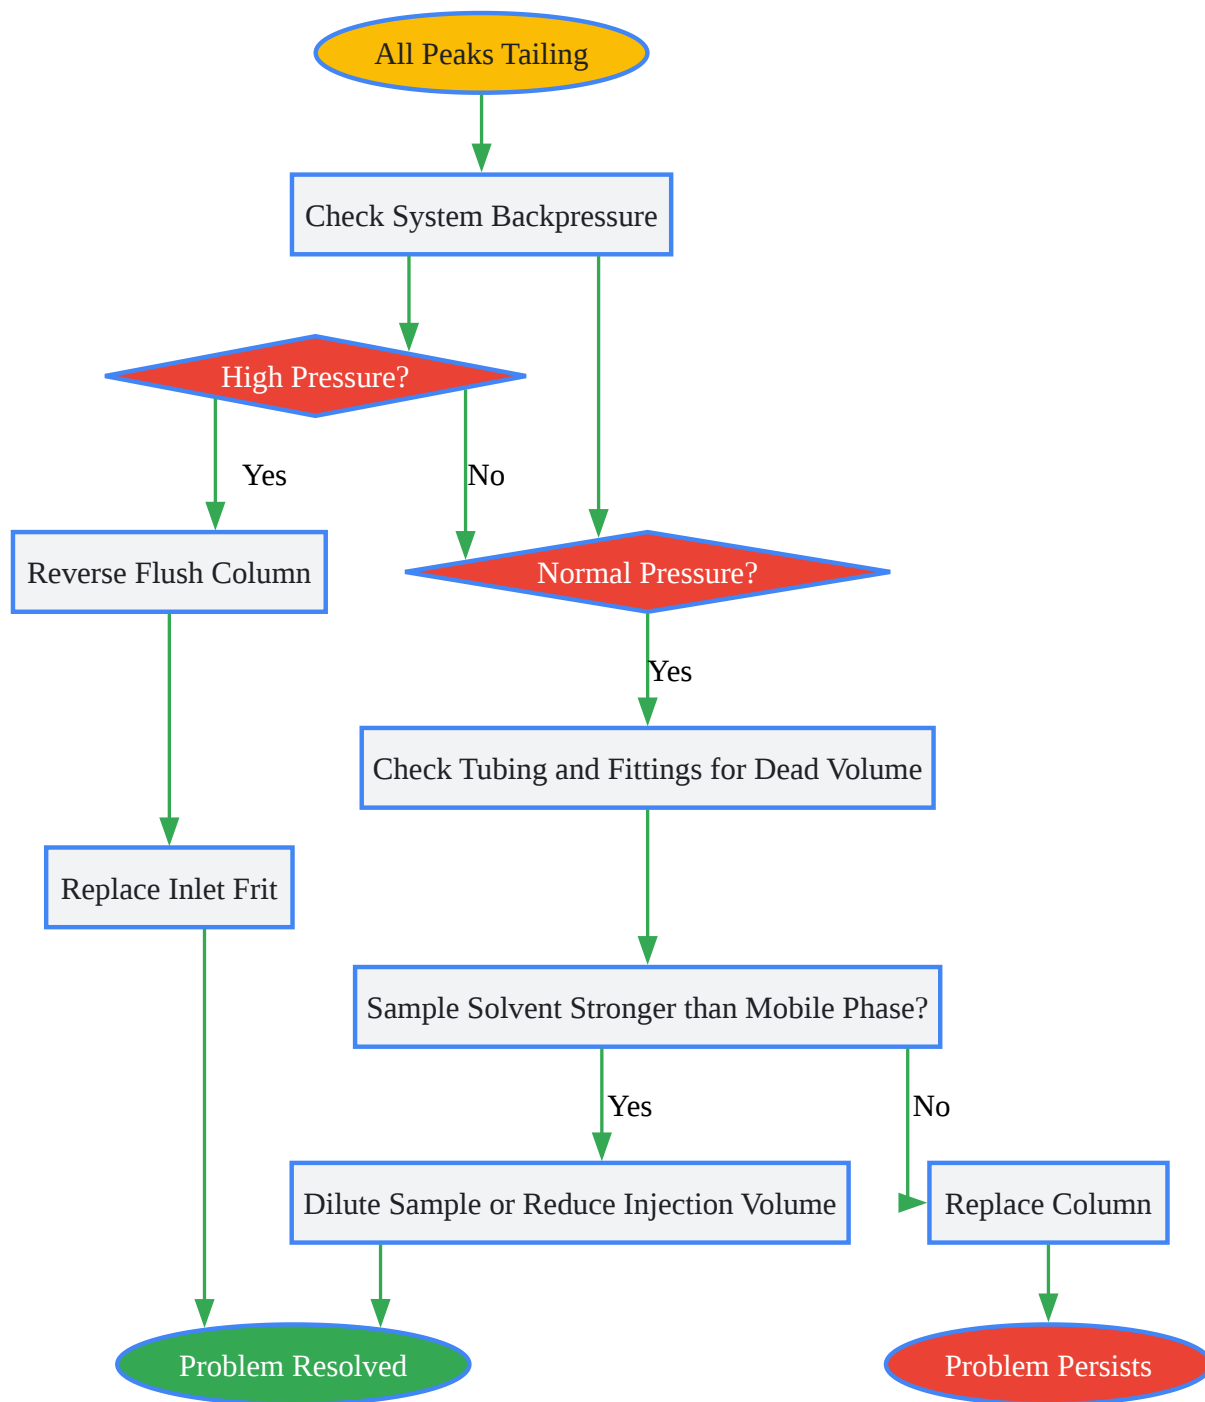 All Peaks Tailing
Check System Backpressure
High Pressure?
Yes
No
Reverse Flush Column
Normal Pressure?
Yes
Check Tubing and Fittings for Dead Volume
Replace Inlet Frit
Sample Solvent Stronger than Mobile Phase?
Yes
No
Dilute Sample or Reduce Injection Volume
Replace Column
Problem Resolved
Problem Persists